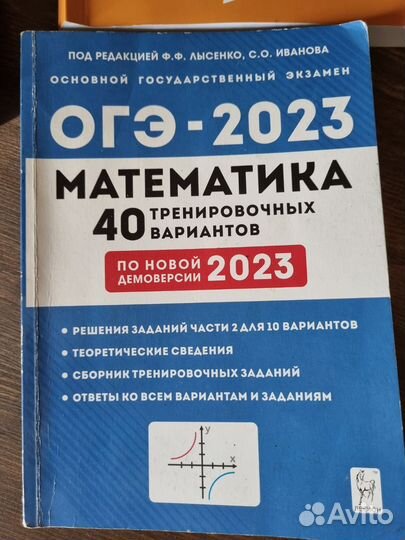 ПОД РЕДАКЦИЕЙ Ф.Ф. ЛЫСЕНКО, С.О. ИВАНОВА
ОСНОВНОЙ ГОСУДАРСТВЕННЫЙ ЭКЗАМЕН
ОГЭ - 2023
МАТЕМАТИКА
40 ТРЕНИРОВОЧНЫХ
ВАРИАНТОВ
ПО НОВОЙ
ДЕМОВЕРСИИ 2023
• РЕШЕНИЯ ЗАДАНИЙ ЧАСТИ 2 ДЛЯ 10 ВАРИАНТОВ
• ТЕОРЕТИЧЕСКИЕ СВЕДЕНИЯ
• СБОРНИК ТРЕНИРОВОЧНЫХ ЗАДАНИЙ
• ОТВЕТЫ КО ВСЕМ ВАРИАНТАМ И ЗАДАНИЯМ
y
x
Avito